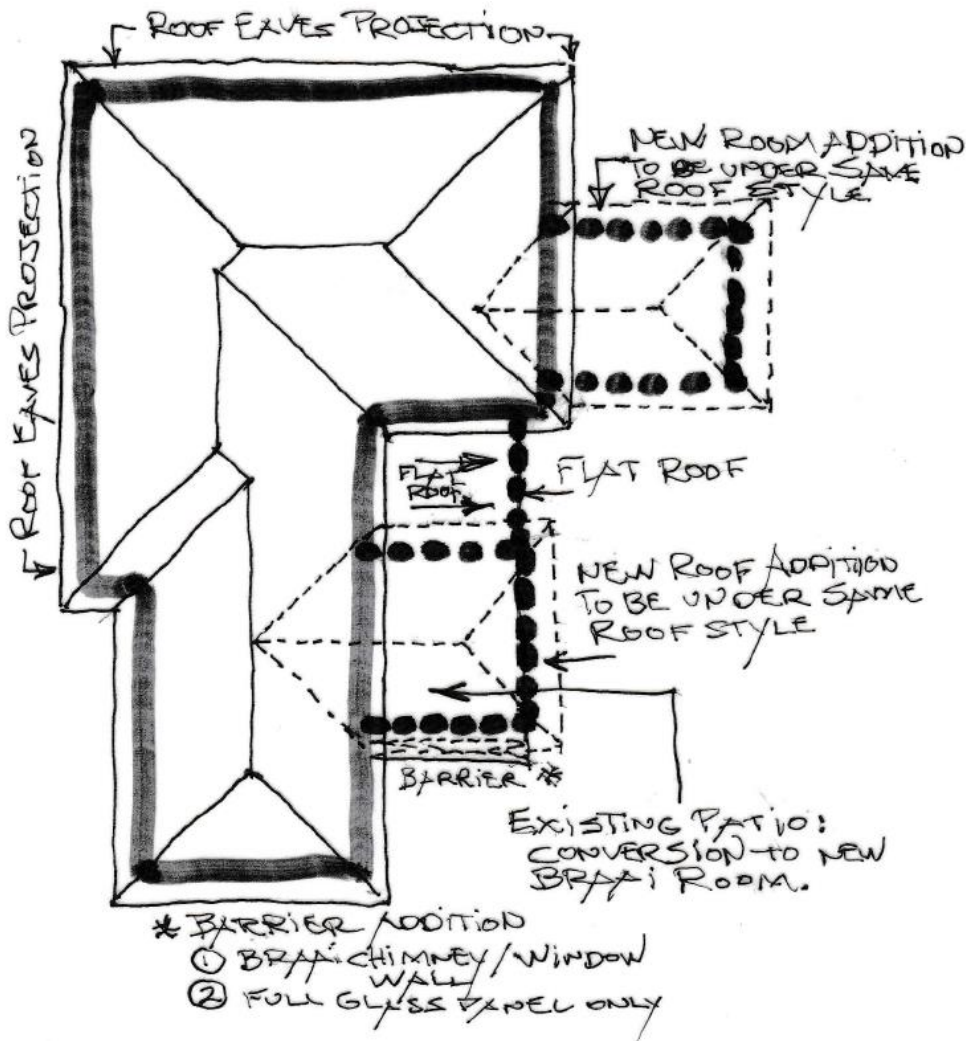 ROOF EAVES PROJECTION
ROOF EAVES PROJECTION
NEW ROOM ADDITION
TO BE UNDER SAME
ROOF STYLE
FLAT
ROOF
FLAT ROOF
NEW ROOF ADDITION
TO BE UNDER SAME
ROOF STYLE
BARRIER *
EXISTING PATIO:
CONVERSION TO NEW
BRAAI ROOM.
* BARRIER ADDITION
① BRAAI CHIMNEY/WINDOW
WALL
② FULL GLASS PANEL ONLY